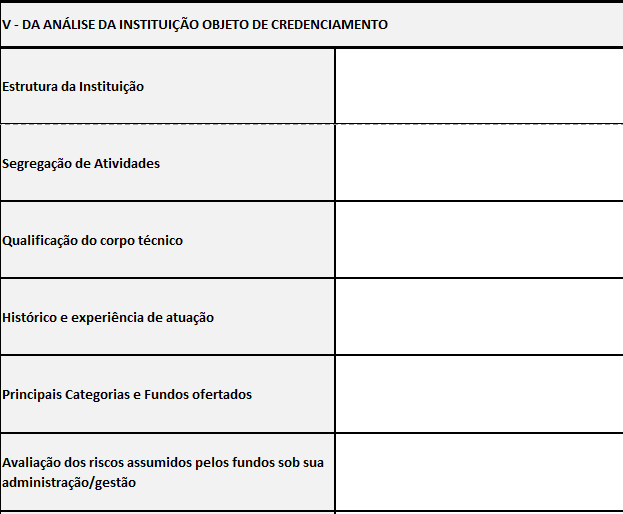 V - DA ANÁLISE DA INSTITUIÇÃO OBJETO DE CREDENCIAMENTO
Estrutura da Instituição
Segregação de Atividades
Qualificação do corpo técnico
Histórico e experiência de atuação
Principais Categorias e Fundos ofertados
Avaliação dos riscos assumidos pelos fundos sob sua
administração/gestão